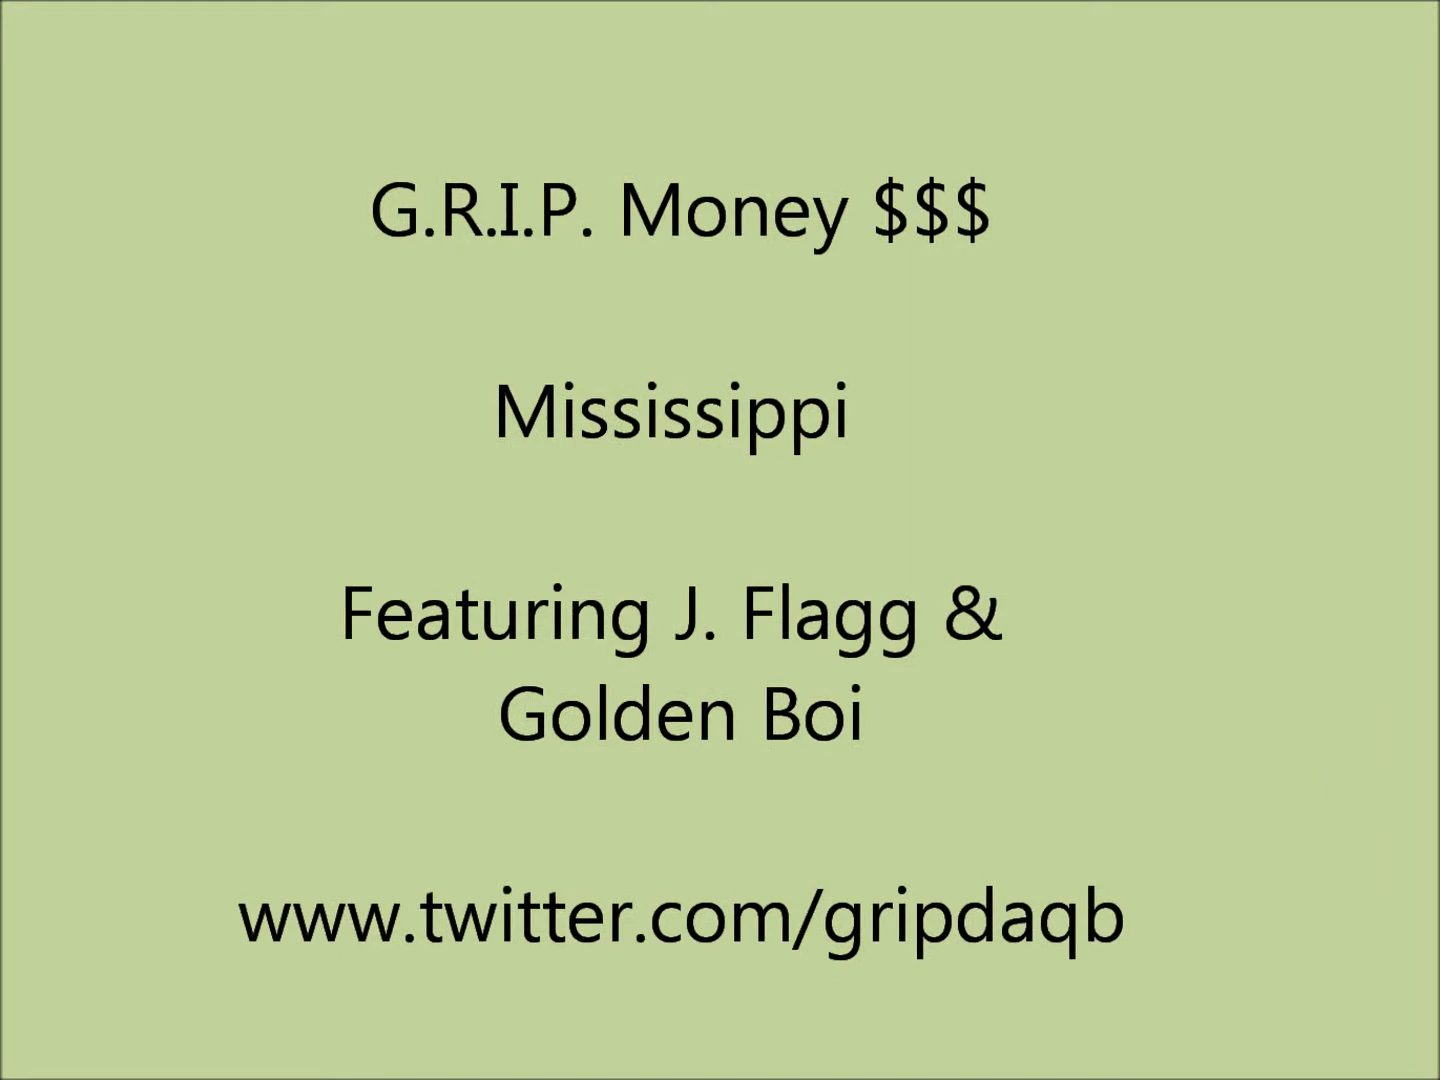 G.R.I.P. Money $$$
Mississippi
Featuring J. Flagg &
Golden Boi
www.twitter.com/gripdaqb